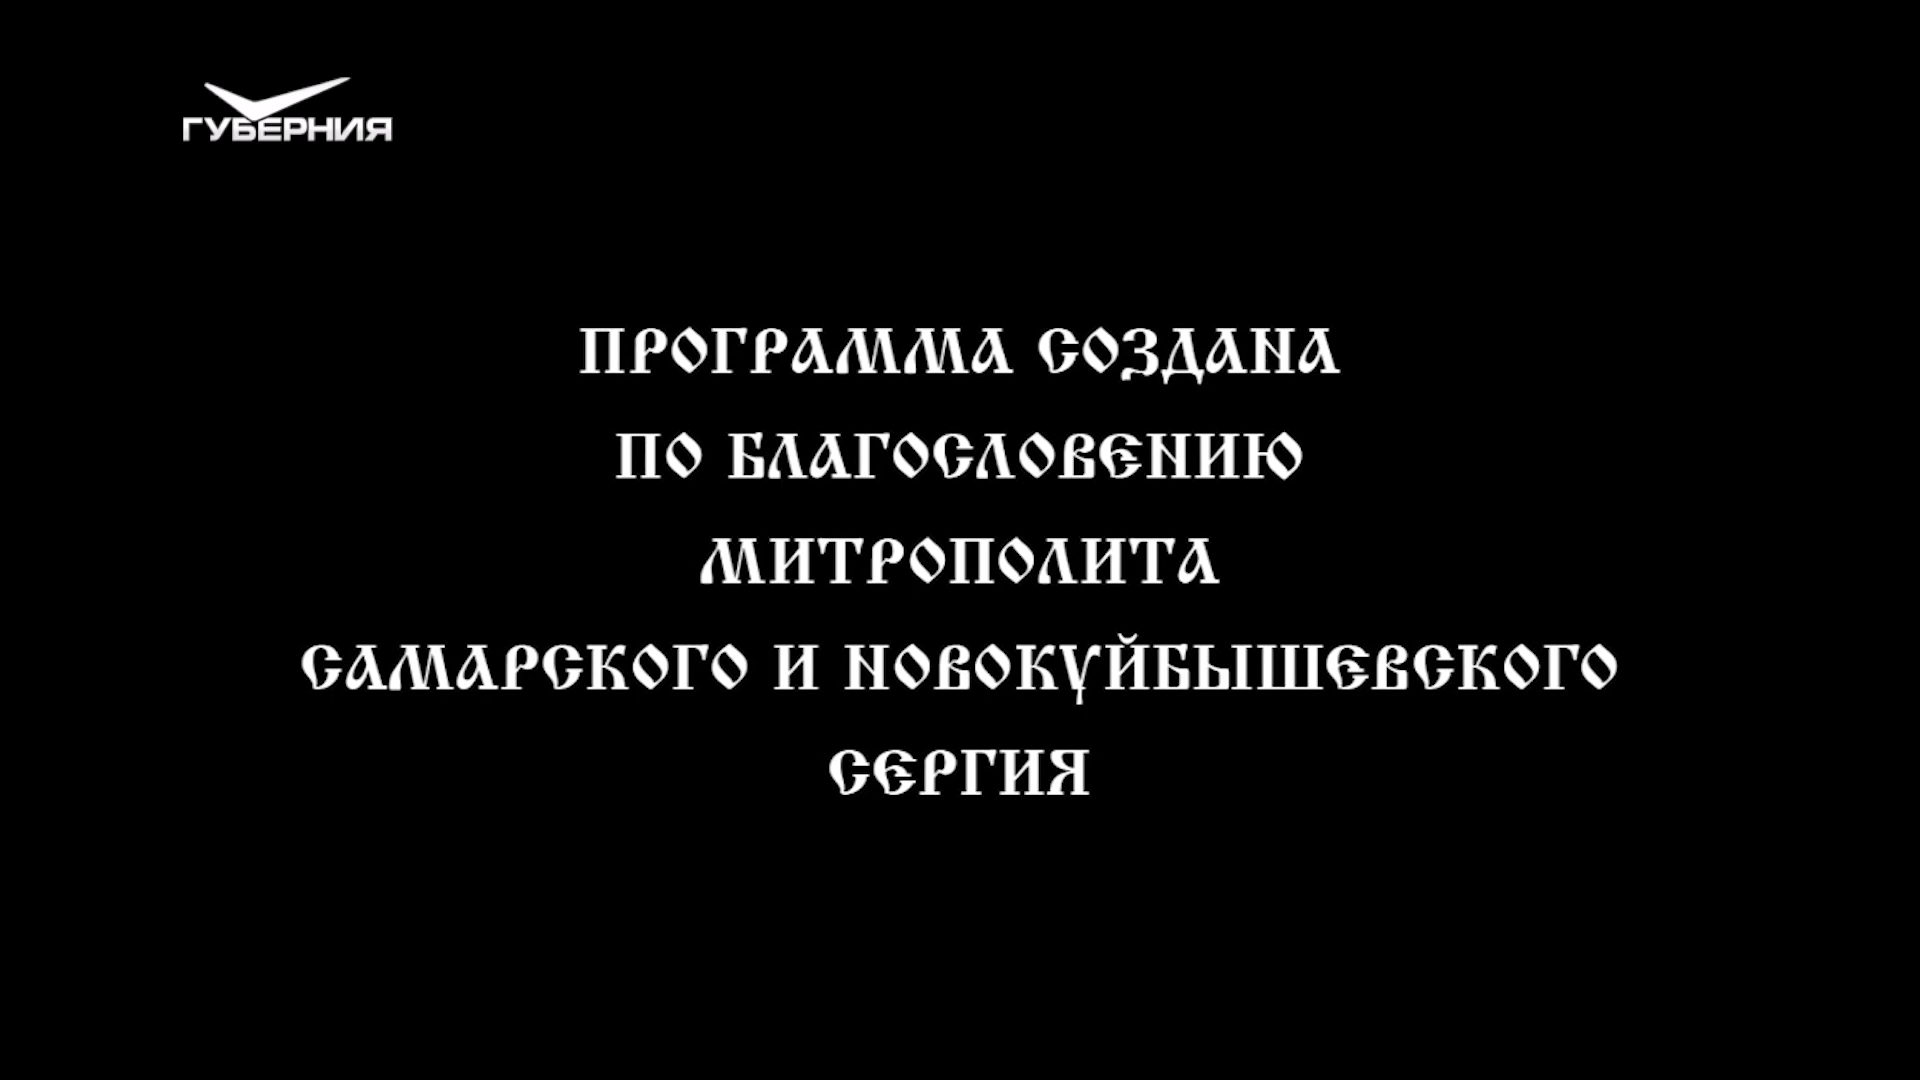 ГУБЕРНИЯ
ПРОГРАММА СОЗДАНА
ПО БЛАГОСЛОВЕНИЮ
МИТРОПОЛИТА
САМАРСКОГО И НОВОКУЙБЫШЕВСКОГО
СЕРГИЯ